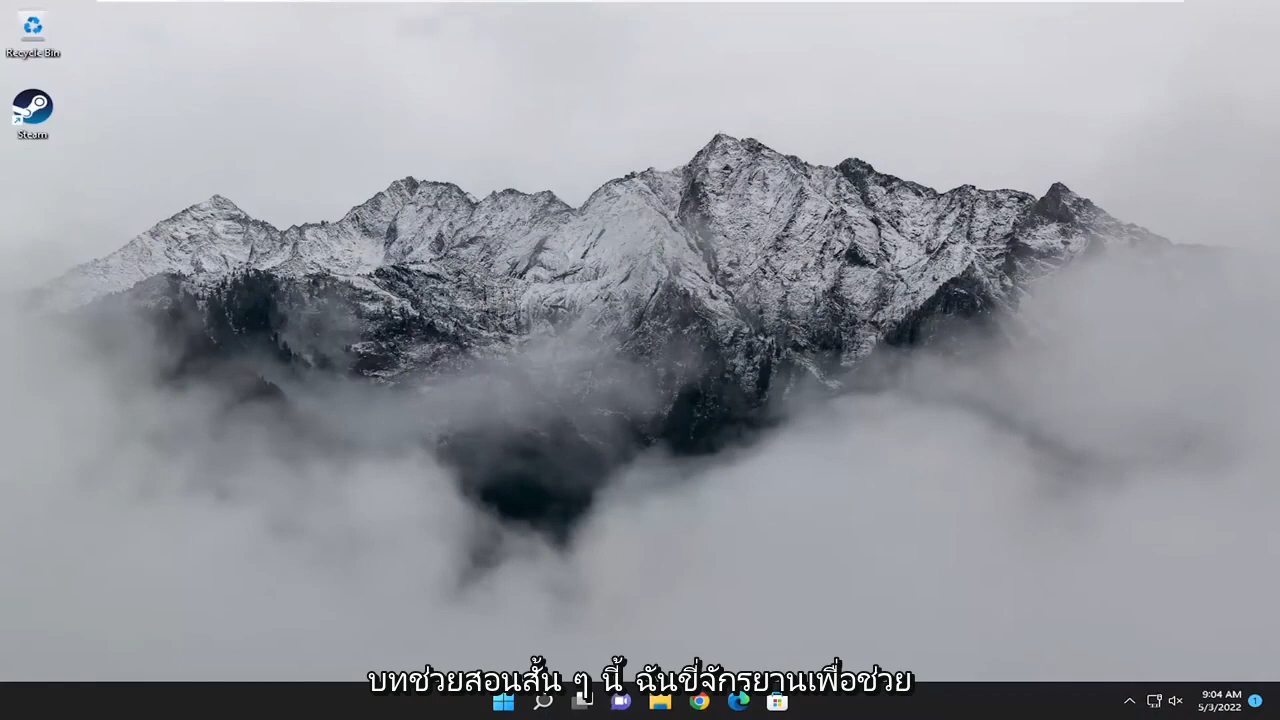 Recycle Bin
Steam
บทช่วยสอนสั้น ๆ นี้ ฉันขี่จักรยานเพื่อช่วย
9:04 AM
5/3/2022
1